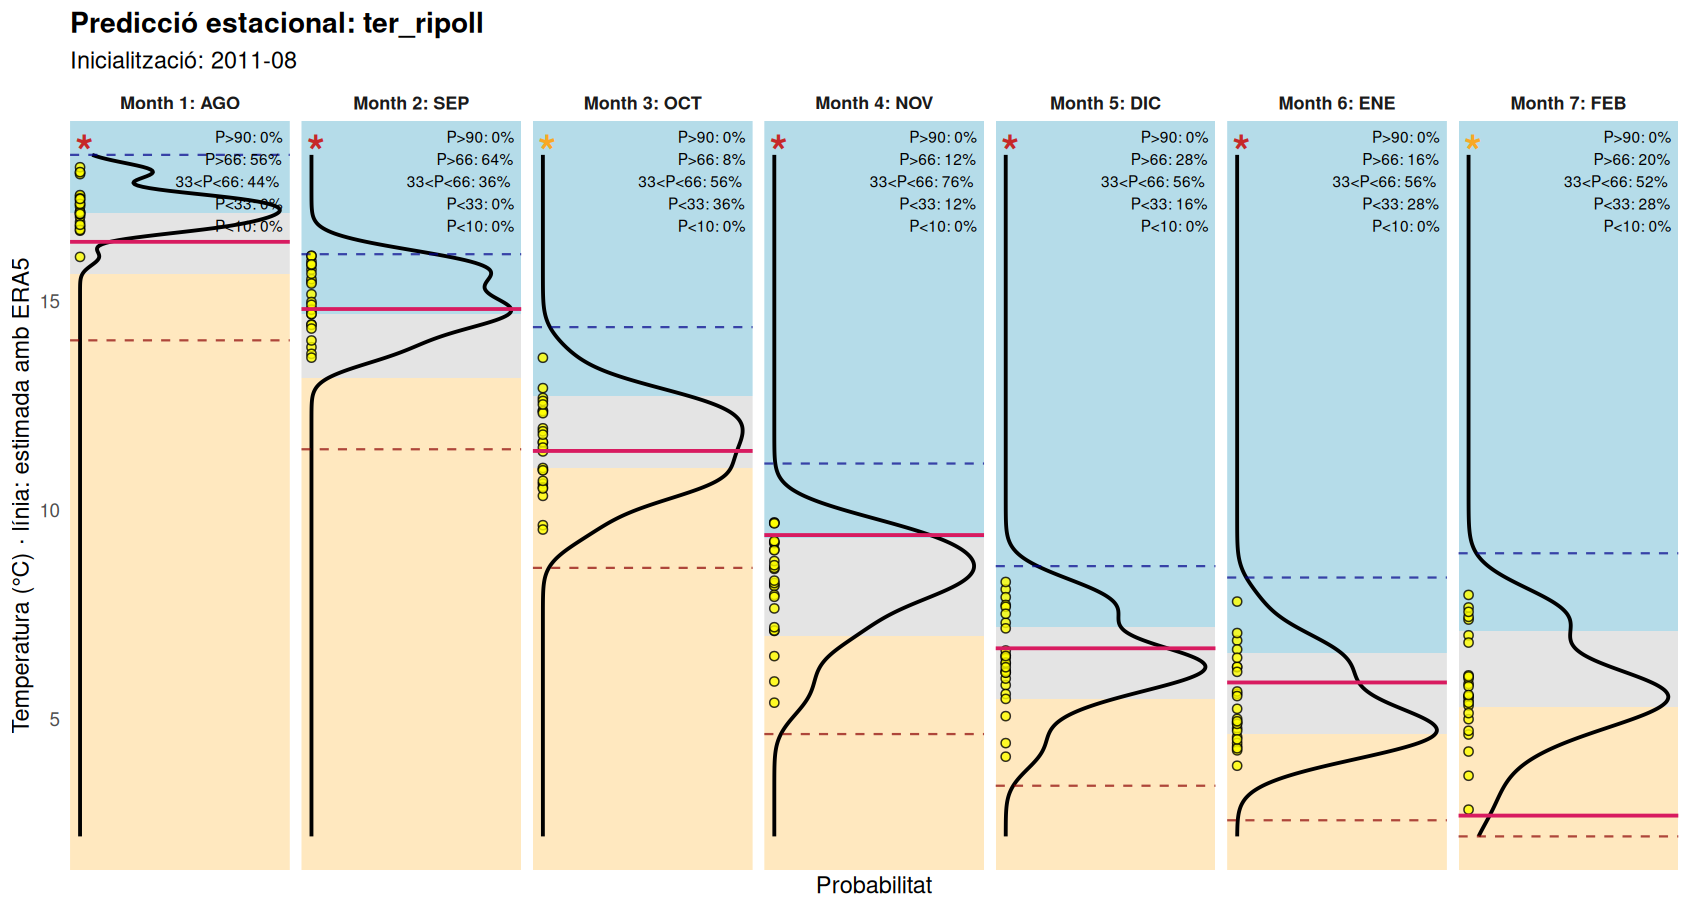 Predicció estacional: ter_ripoll
Inicialització: 2011-08
Month 1: AGO
Month 2: SEP
Month 3: OCT
Month 4: NOV
Month 5: DIC
Month 6: ENE
Month 7: FEB
*
P>90: 0%
P>66: 56%
33<P<66: 44%
P<33: 0%
P<10: 0%
*
P>90: 0%
P>66: 64%
33<P<66: 36%
P<33: 0%
P<10: 0%
*
P>90: 0%
P>66: 8%
33<P<66: 56%
P<33: 36%
P<10: 0%
*
P>90: 0%
P>66: 12%
33<P<66: 76%
P<33: 12%
P<10: 0%
*
P>90: 0%
P>66: 28%
33<P<66: 56%
P<33: 16%
P<10: 0%
*
P>90: 0%
P>66: 16%
33<P<66: 56%
P<33: 28%
P<10: 0%
*
P>90: 0%
P>66: 20%
33<P<66: 52%
P<33: 28%
P<10: 0%
Temperatura (°C) · línia: estimada amb ERA5
15
10
5
Probabilitat